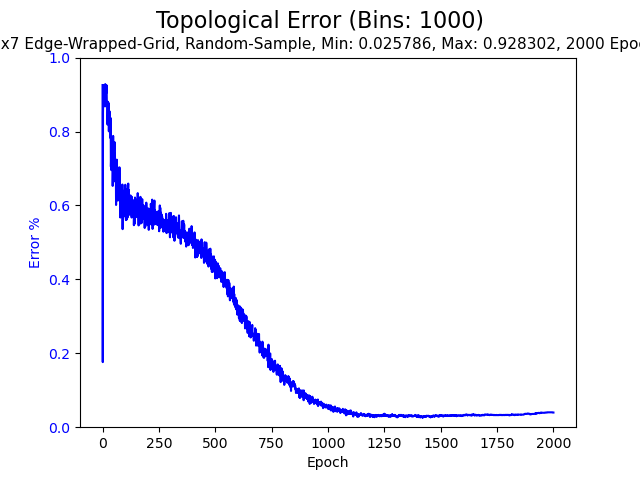 Topological Error (Bins: 1000)
x7 Edge-Wrapped-Grid, Random-Sample, Min: 0.025786, Max: 0.928302, 2000 Epo
1.0
0.8
0.6
0.4
0.2
0.0
Error %
0 250 500 750 1000 1250 1500 1750 2000
Epoch